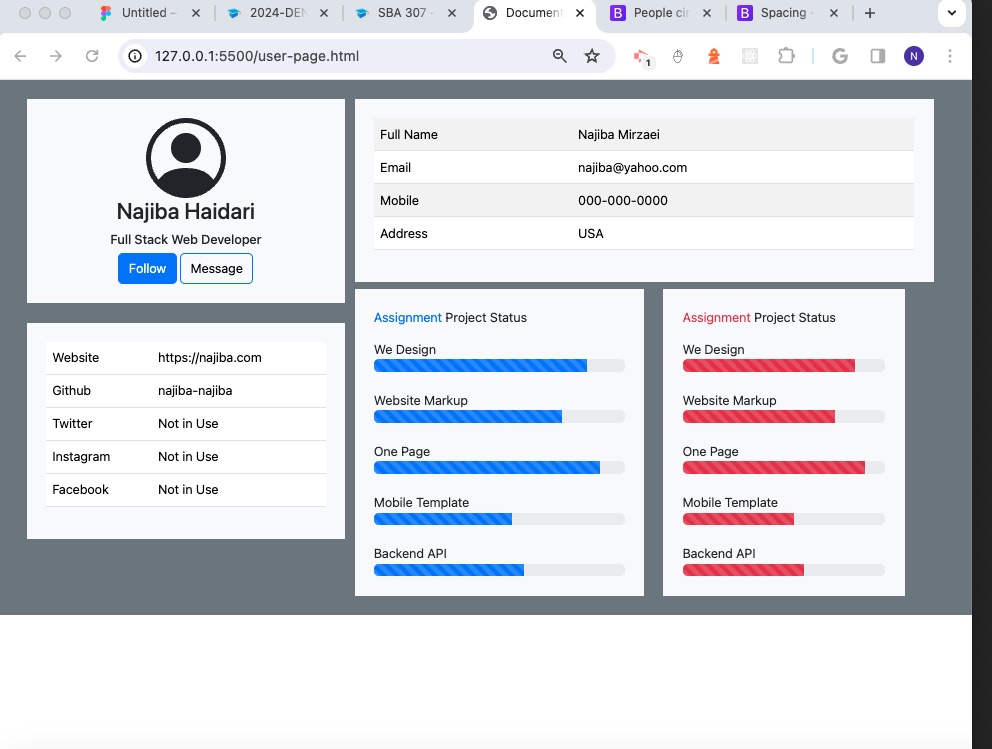 Untitled –
2024-DEN
SBA 307 -
Document
People cir
Spacing ·
127.0.0.1:5500/user-page.html
1
N
Najiba Haidari
Full Stack Web Developer
Follow Message
Full Name Najiba Mirzaei
Email najiba@yahoo.com
Mobile 000-000-0000
Address USA
Website https://najiba.com
Github najiba-najiba
Twitter Not in Use
Instagram Not in Use
Facebook Not in Use
Assignment Project Status
We Design
Website Markup
One Page
Mobile Template
Backend API
Assignment Project Status
We Design
Website Markup
One Page
Mobile Template
Backend API